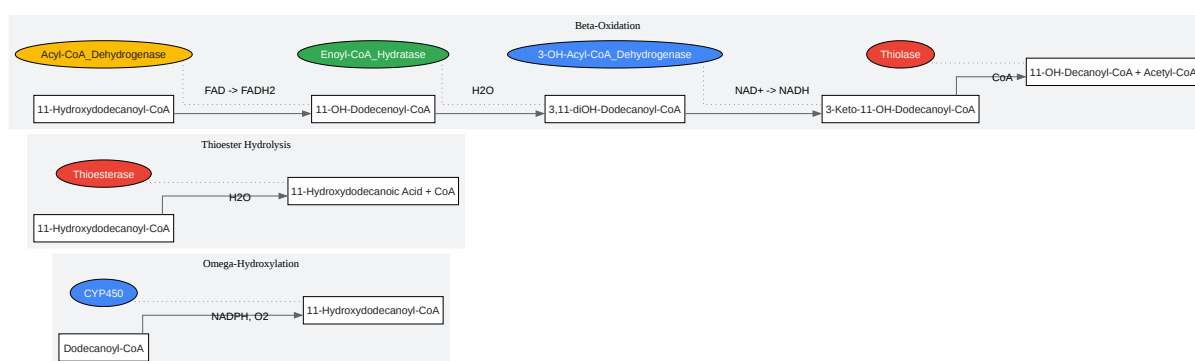 Beta-Oxidation
Acyl-CoA_Dehydrogenase
Enoyl-CoA_Hydratase
3-OH-Acyl-CoA_Dehydrogenase
Thiolase
11-Hydroxydodecanoyl-CoA
FAD -> FADH2
11-OH-Dodecenoyl-CoA
H2O
3,11-diOH-Dodecanoyl-CoA
NAD+ -> NADH
3-Keto-11-OH-Dodecanoyl-CoA
CoA
11-OH-Decanoyl-CoA + Acetyl-CoA
Thioester Hydrolysis
Thioesterase
11-Hydroxydodecanoyl-CoA
H2O
11-Hydroxydodecanoic Acid + CoA
Omega-Hydroxylation
CYP450
Dodecanoyl-CoA
NADPH, O2
11-Hydroxydodecanoyl-CoA